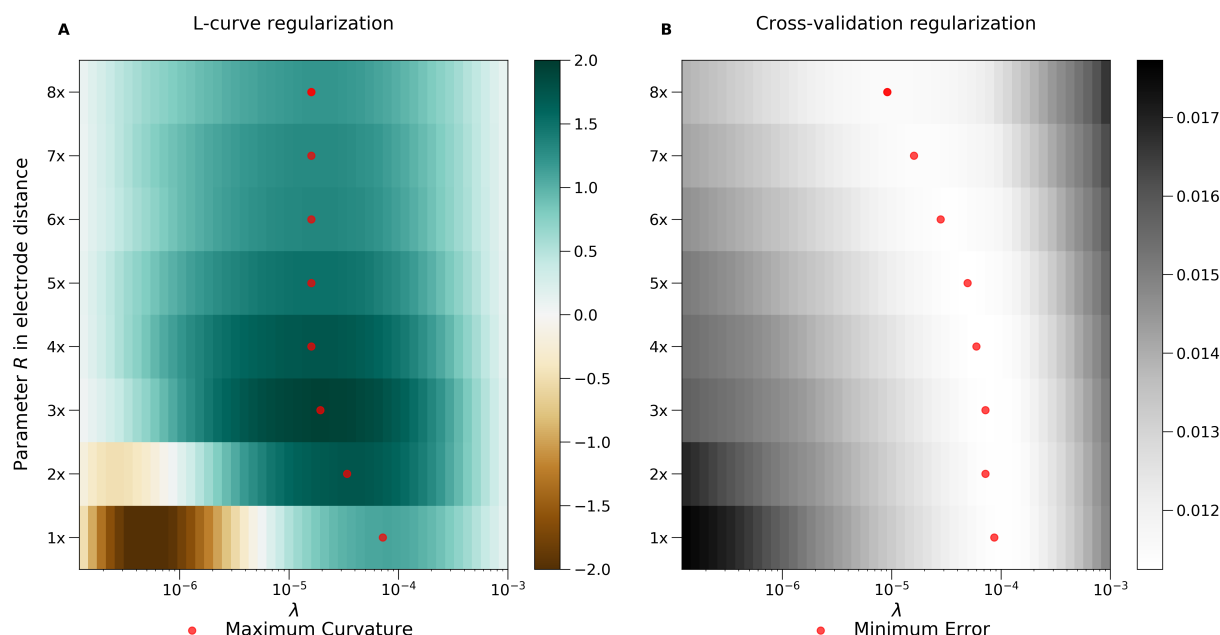 A
L-curve regularization
Parameter R in electrode distance
8x
7x
6x
5x
4x
3x
2x
1x
10⁻⁶
10⁻⁵
10⁻⁴
10⁻³
λ
Maximum Curvature
2.0
1.5
1.0
0.5
0.0
−0.5
−1.0
−1.5
−2.0
B
Cross-validation regularization
8x
7x
6x
5x
4x
3x
2x
1x
10⁻⁶
10⁻⁵
10⁻⁴
10⁻³
λ
Minimum Error
0.017
0.016
0.015
0.014
0.013
0.012